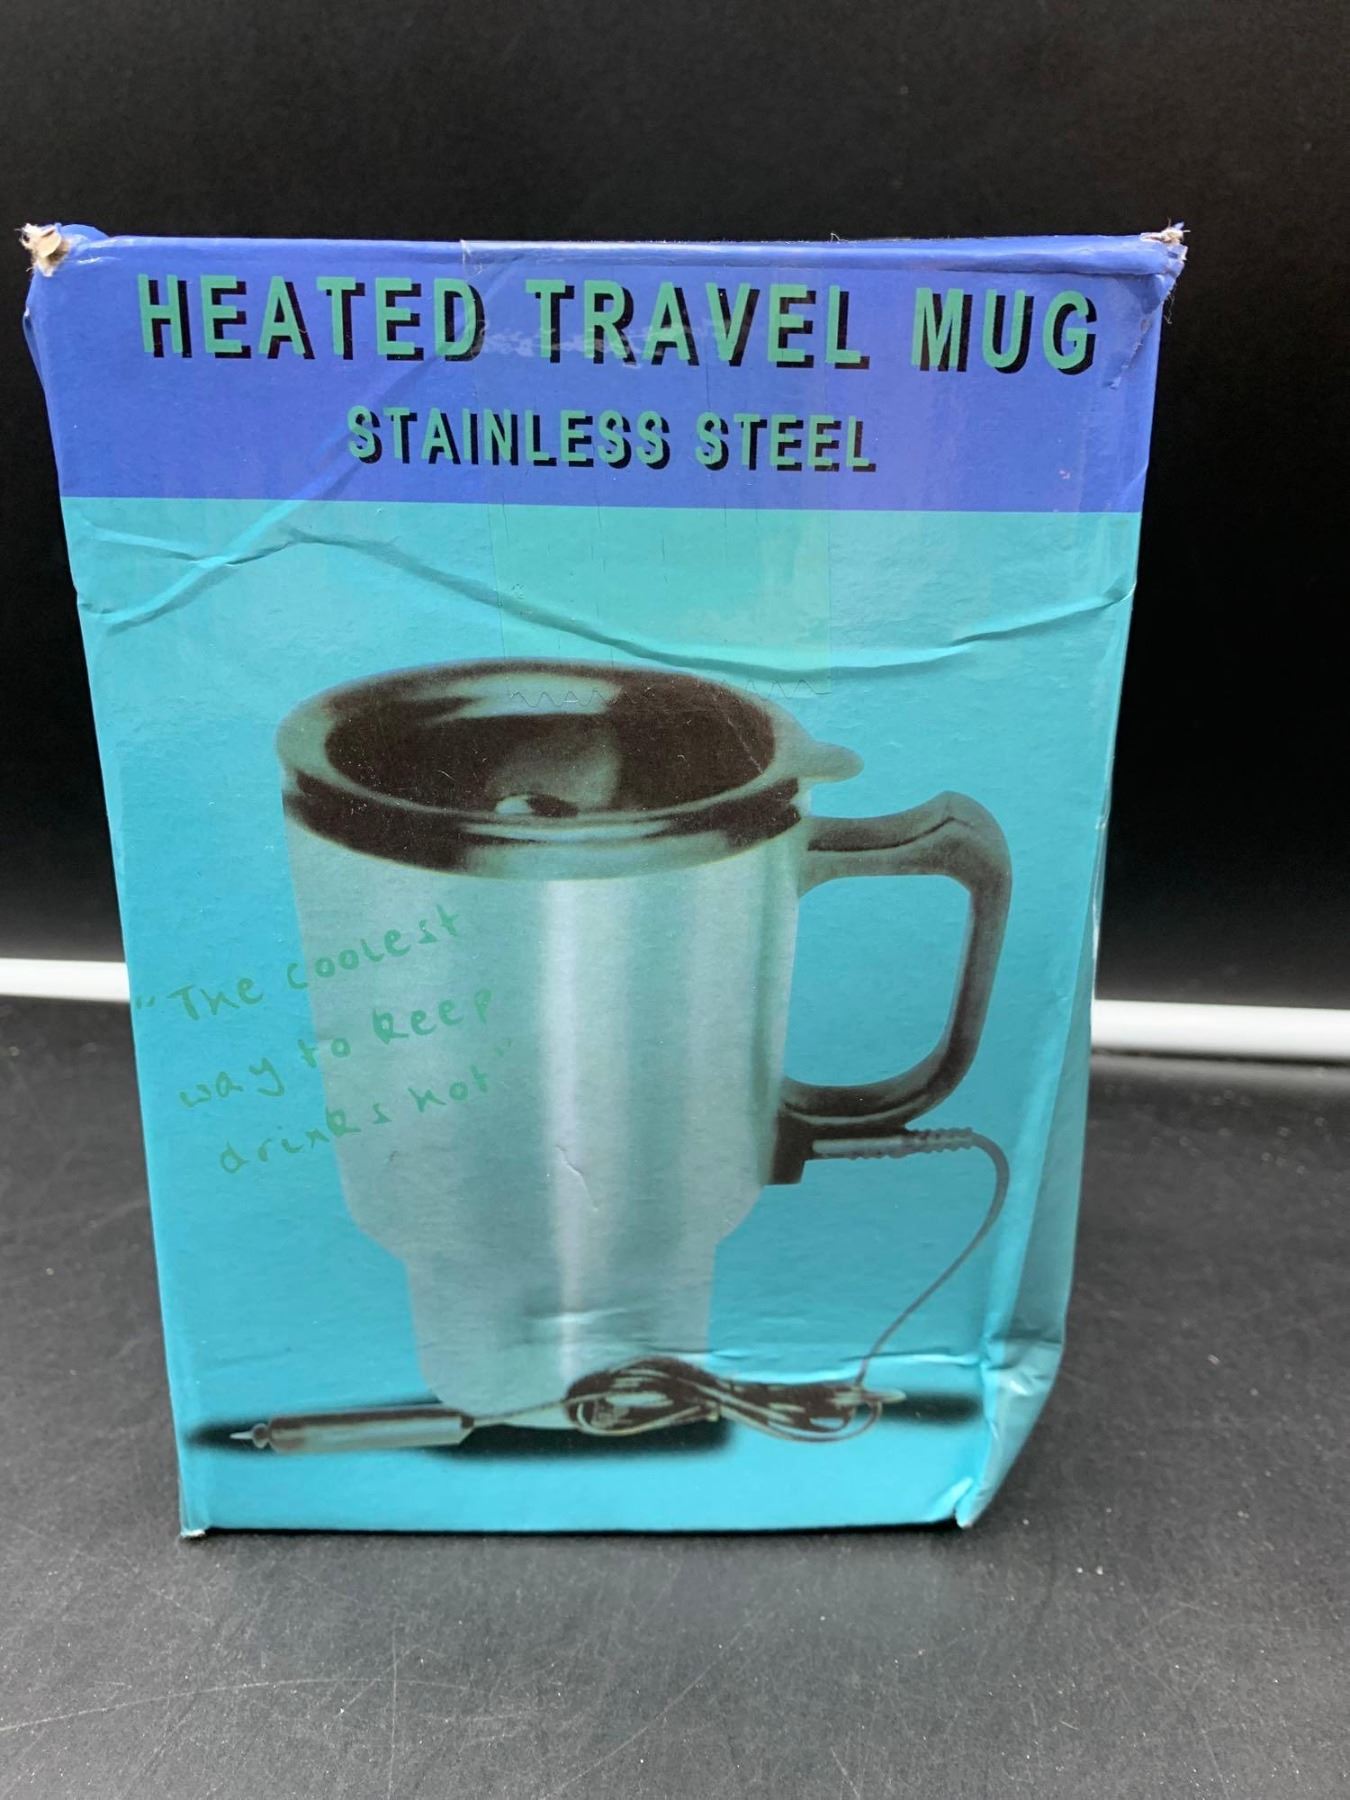 HEATED TRAVEL MUG
STAINLESS STEEL
"The coolest
way to keep
drinks hot"